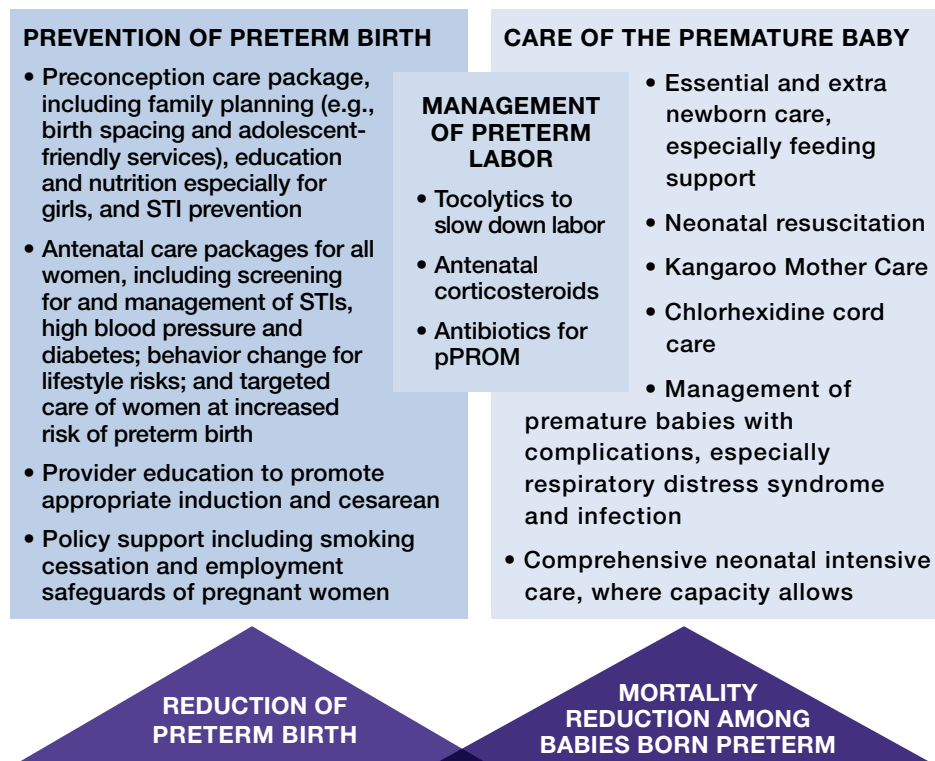 PREVENTION OF PRETERM BIRTH
• Preconception care package,
including family planning (e.g.,
birth spacing and adolescent-
friendly services), education
and nutrition especially for
girls, and STI prevention
• Antenatal care packages for all
women, including screening
for and management of STIs,
high blood pressure and
diabetes; behavior change for
lifestyle risks; and targeted
care of women at increased
risk of preterm birth
• Provider education to promote
appropriate induction and cesarean
• Policy support including smoking
cessation and employment
safeguards of pregnant women
MANAGEMENT
OF PRETERM
LABOR
• Tocolytics to
slow down labor
• Antenatal
corticosteroids
• Antibiotics for
pPROM
CARE OF THE PREMATURE BABY
• Essential and extra
newborn care,
especially feeding
support
• Neonatal resuscitation
• Kangaroo Mother Care
• Chlorhexidine cord
care
• Management of
premature babies with
complications, especially
respiratory distress syndrome
and infection
• Comprehensive neonatal intensive
care, where capacity allows
REDUCTION OF
PRETERM BIRTH
MORTALITY
REDUCTION AMONG
BABIES BORN PRETERM